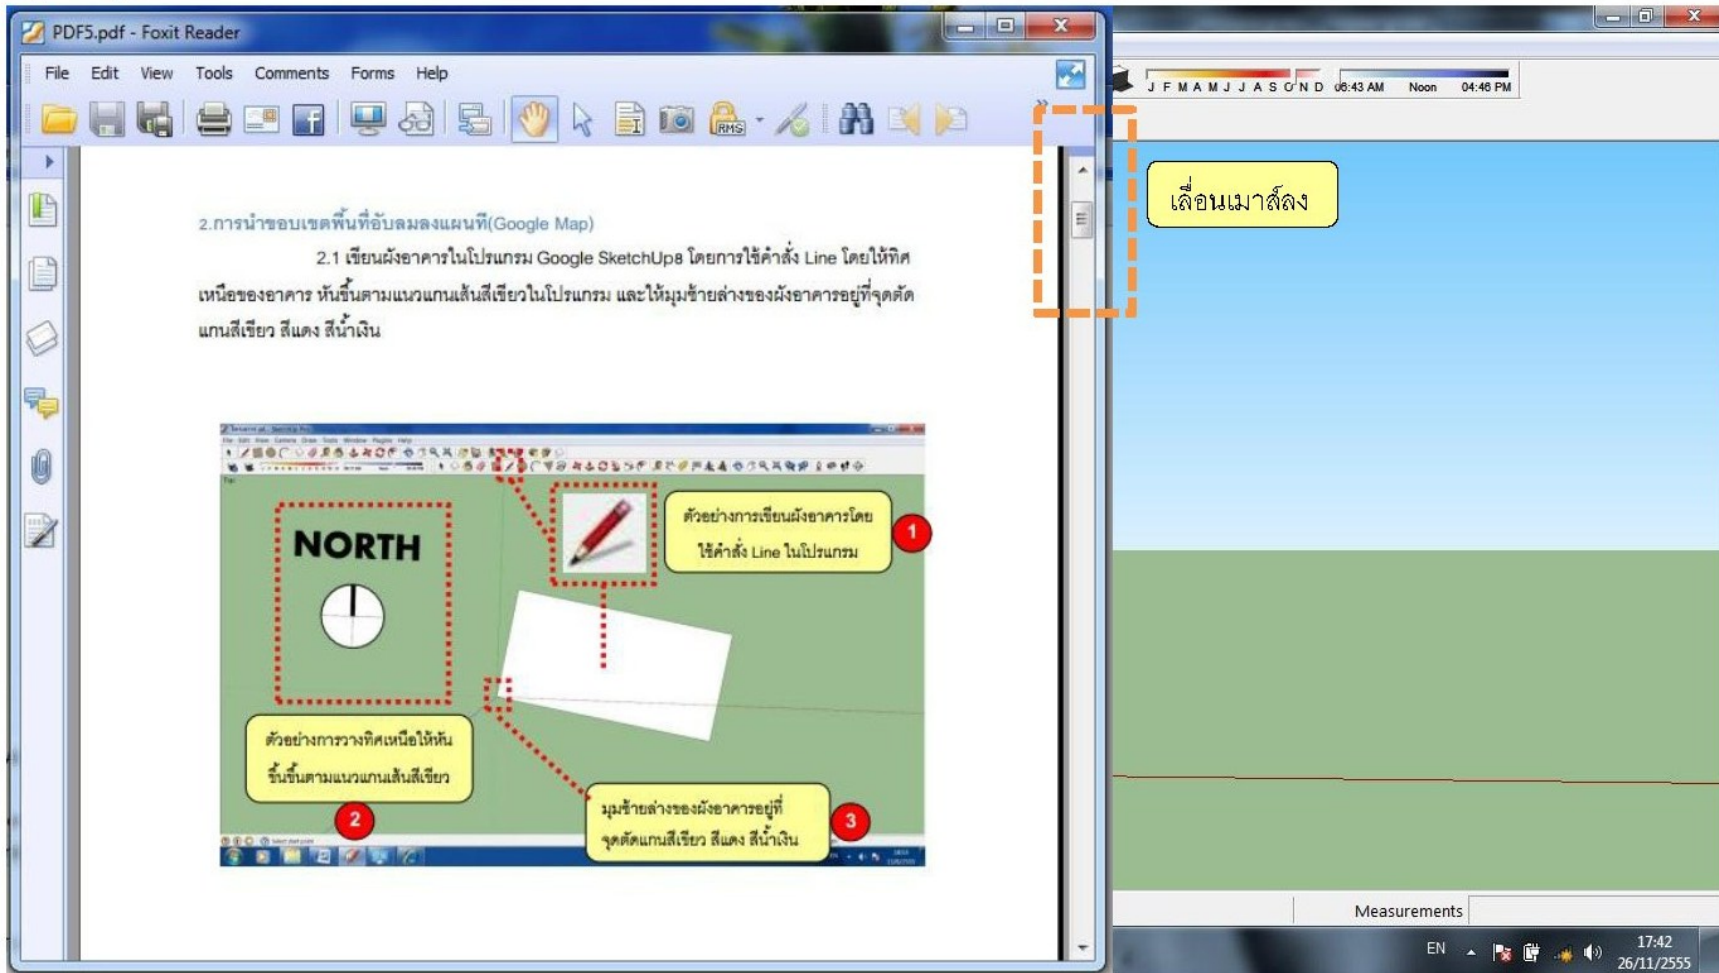 PDF5.pdf - Foxit Reader
File Edit View Tools Comments Forms Help
RMS
J F M A M J J A S O N D 06:43 AM Noon 04:46 PM
เลื่อนเมาส์ลง
2.การนำขอบเขตพื้นที่อับลมลงแผนที่(Google Map)
2.1 เขียนผังอาคารในโปรแกรม Google SketchUp8 โดยการใช้คำสั่ง Line โดยให้ทิศ
เหนือของอาคาร หันขึ้นตามแนวแกนเส้นสีเขียวในโปรแกรม และให้มุมซ้ายล่างของผังอาคารอยู่ที่จุดตัด
แกนสีเขียว สีแดง สีน้ำเงิน
File Edit View Camera Draw Tools Window Plugins Help
Top
NORTH
ตัวอย่างการเขียนผังอาคารโดย
ใช้คำสั่ง Line ในโปรแกรม
1
ตัวอย่างการวางทิศเหนือให้หัน
ขึ้นขึ้นตามแนวแกนเส้นสีเขียว
2
มุมซ้ายล่างของผังอาคารอยู่ที่
จุดตัดแกนสีเขียว สีแดง สีน้ำเงิน
3
Select start point
Measurements
EN
17:42
26/11/2555